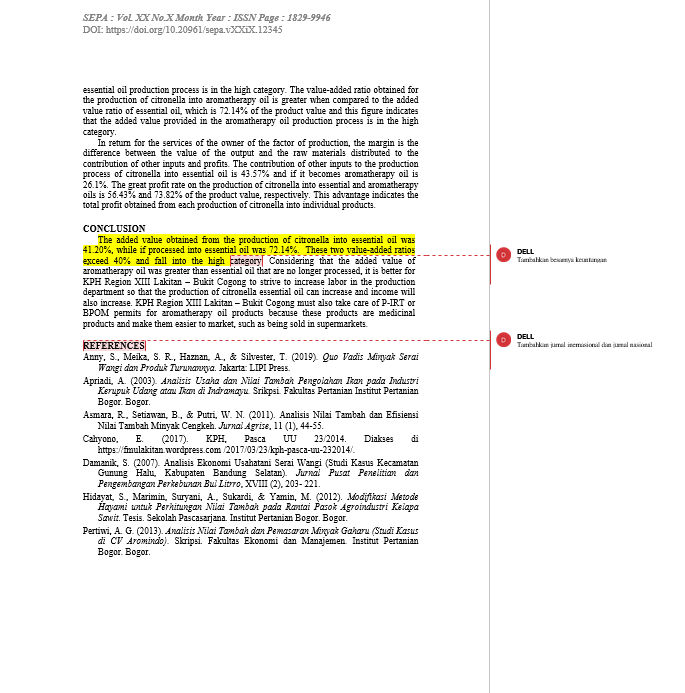 SEPA : Vol. XX No.X Month Year : ISSN Page : 1829-9946
DOI: https://doi.org/10.20961/sepa.vXXiX.12345
essential oil production process is in the high category. The value-added ratio obtained for
the production of citronella into aromatherapy oil is greater when compared to the added
value ratio of essential oil, which is 72.14% of the product value and this figure indicates
that the added value provided in the aromatherapy oil production process is in the high
category.
In return for the services of the owner of the factor of production, the margin is the
difference between the value of the output and the raw materials distributed to the
contribution of other inputs and profits. The contribution of other inputs to the production
process of citronella into essential oil is 43.57% and if it becomes aromatherapy oil is
26.1%. The great profit rate on the production of citronella into essential and aromatherapy
oils is 56.43% and 73.82% of the product value, respectively. This advantage indicates the
total profit obtained from each production of citronella into individual products.
CONCLUSION
The added value obtained from the production of citronella into essential oil was
41.20%, while if processed into essential oil was 72.14%. These two value-added ratios
exceed 40% and fall into the high category. Considering that the added value of
aromatherapy oil was greater than essential oil that are no longer processed, it is better for
KPH Region XIII Lakitan – Bukit Cogong to strive to increase labor in the production
department so that the production of citronella essential oil can increase and income will
also increase. KPH Region XIII Lakitan – Bukit Cogong must also take care of P-IRT or
BPOM permits for aromatherapy oil products because these products are medicinal
products and make them easier to market, such as being sold in supermarkets.
DELL
Tambahkan besarnya keuntungan
REFERENCES
DELL
Tambahkan jurnal internasional dan jurnal nasional
Anny, S., Meika, S. R., Haznan, A., & Silvester, T. (2019). Quo Vadis Minyak Serai
Wangi dan Produk Turunannya. Jakarta: LIPI Press.
Apriadi, A. (2003). Analisis Usaha dan Nilai Tambah Pengolahan Ikan pada Industri
Kerupuk Udang atau Ikan di Indramayu. Srikpsi. Fakultas Pertanian Institut Pertanian
Bogor. Bogor.
Asmara, R., Setiawan, B., & Putri, W. N. (2011). Analisis Nilai Tambah dan Efisiensi
Nilai Tambah Minyak Cengkeh. Jurnal Agrise, 11 (1), 44-55.
Cahyono, E. (2017). KPH, Pasca UU 23/2014. Diakses di
https://fmulakitan.wordpress.com /2017/03/23/kph-pasca-uu-232014/.
Damanik, S. (2007). Analisis Ekonomi Usahatani Serai Wangi (Studi Kasus Kecamatan
Gunung Halu, Kabupaten Bandung Selatan). Jurnal Pusat Penelitian dan
Pengembangan Perkebunan Bul Litrro, XVIII (2), 203- 221.
Hidayat, S., Marimin, Suryani, A., Sukardi, & Yamin, M. (2012). Modifikasi Metode
Hayami untuk Perhitungan Nilai Tambah pada Rantai Pasok Agroindustri Kelapa
Sawit. Tesis. Sekolah Pascasarjana. Institut Pertanian Bogor. Bogor.
Pertiwi, A. G. (2013). Analisis Nilai Tambah dan Pemasaran Minyak Gaharu (Studi Kasus
di CV Aromindo). Skripsi. Fakultas Ekonomi dan Manajemen. Institut Pertanian
Bogor. Bogor.